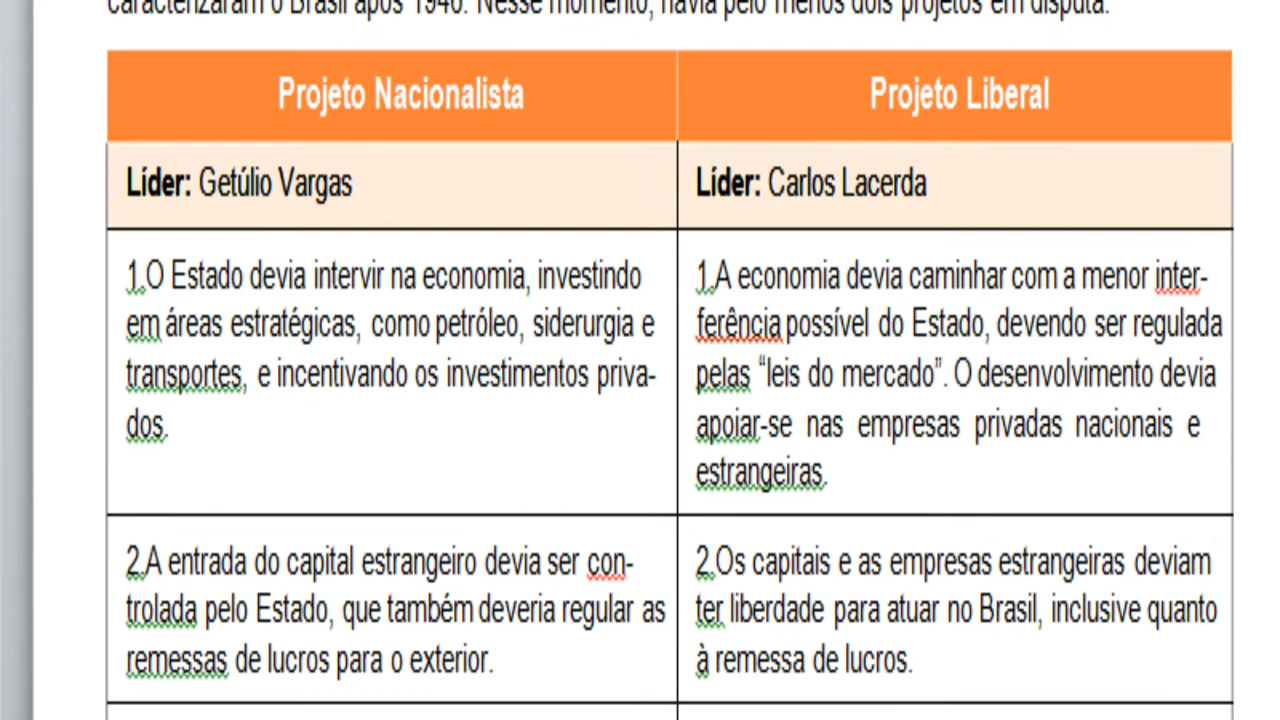 caracterizaram o Brasil após 1946. Nesse momento, havia pelo menos dois projetos em disputa.
Projeto Nacionalista
Projeto Liberal
Líder: Getúlio Vargas
Líder: Carlos Lacerda
1.O Estado devia intervir na economia, investindo
em áreas estratégicas, como petróleo, siderurgia e
transportes, e incentivando os investimentos priva-
dos.
1.A economia devia caminhar com a menor inter-
ferência possível do Estado, devendo ser regulada
pelas “leis do mercado”. O desenvolvimento devia
apoiar-se nas empresas privadas nacionais e
estrangeiras.
2.A entrada do capital estrangeiro devia ser con-
trolada pelo Estado, que também deveria regular as
remessas de lucros para o exterior.
2.Os capitais e as empresas estrangeiras deviam
ter liberdade para atuar no Brasil, inclusive quanto
à remessa de lucros.